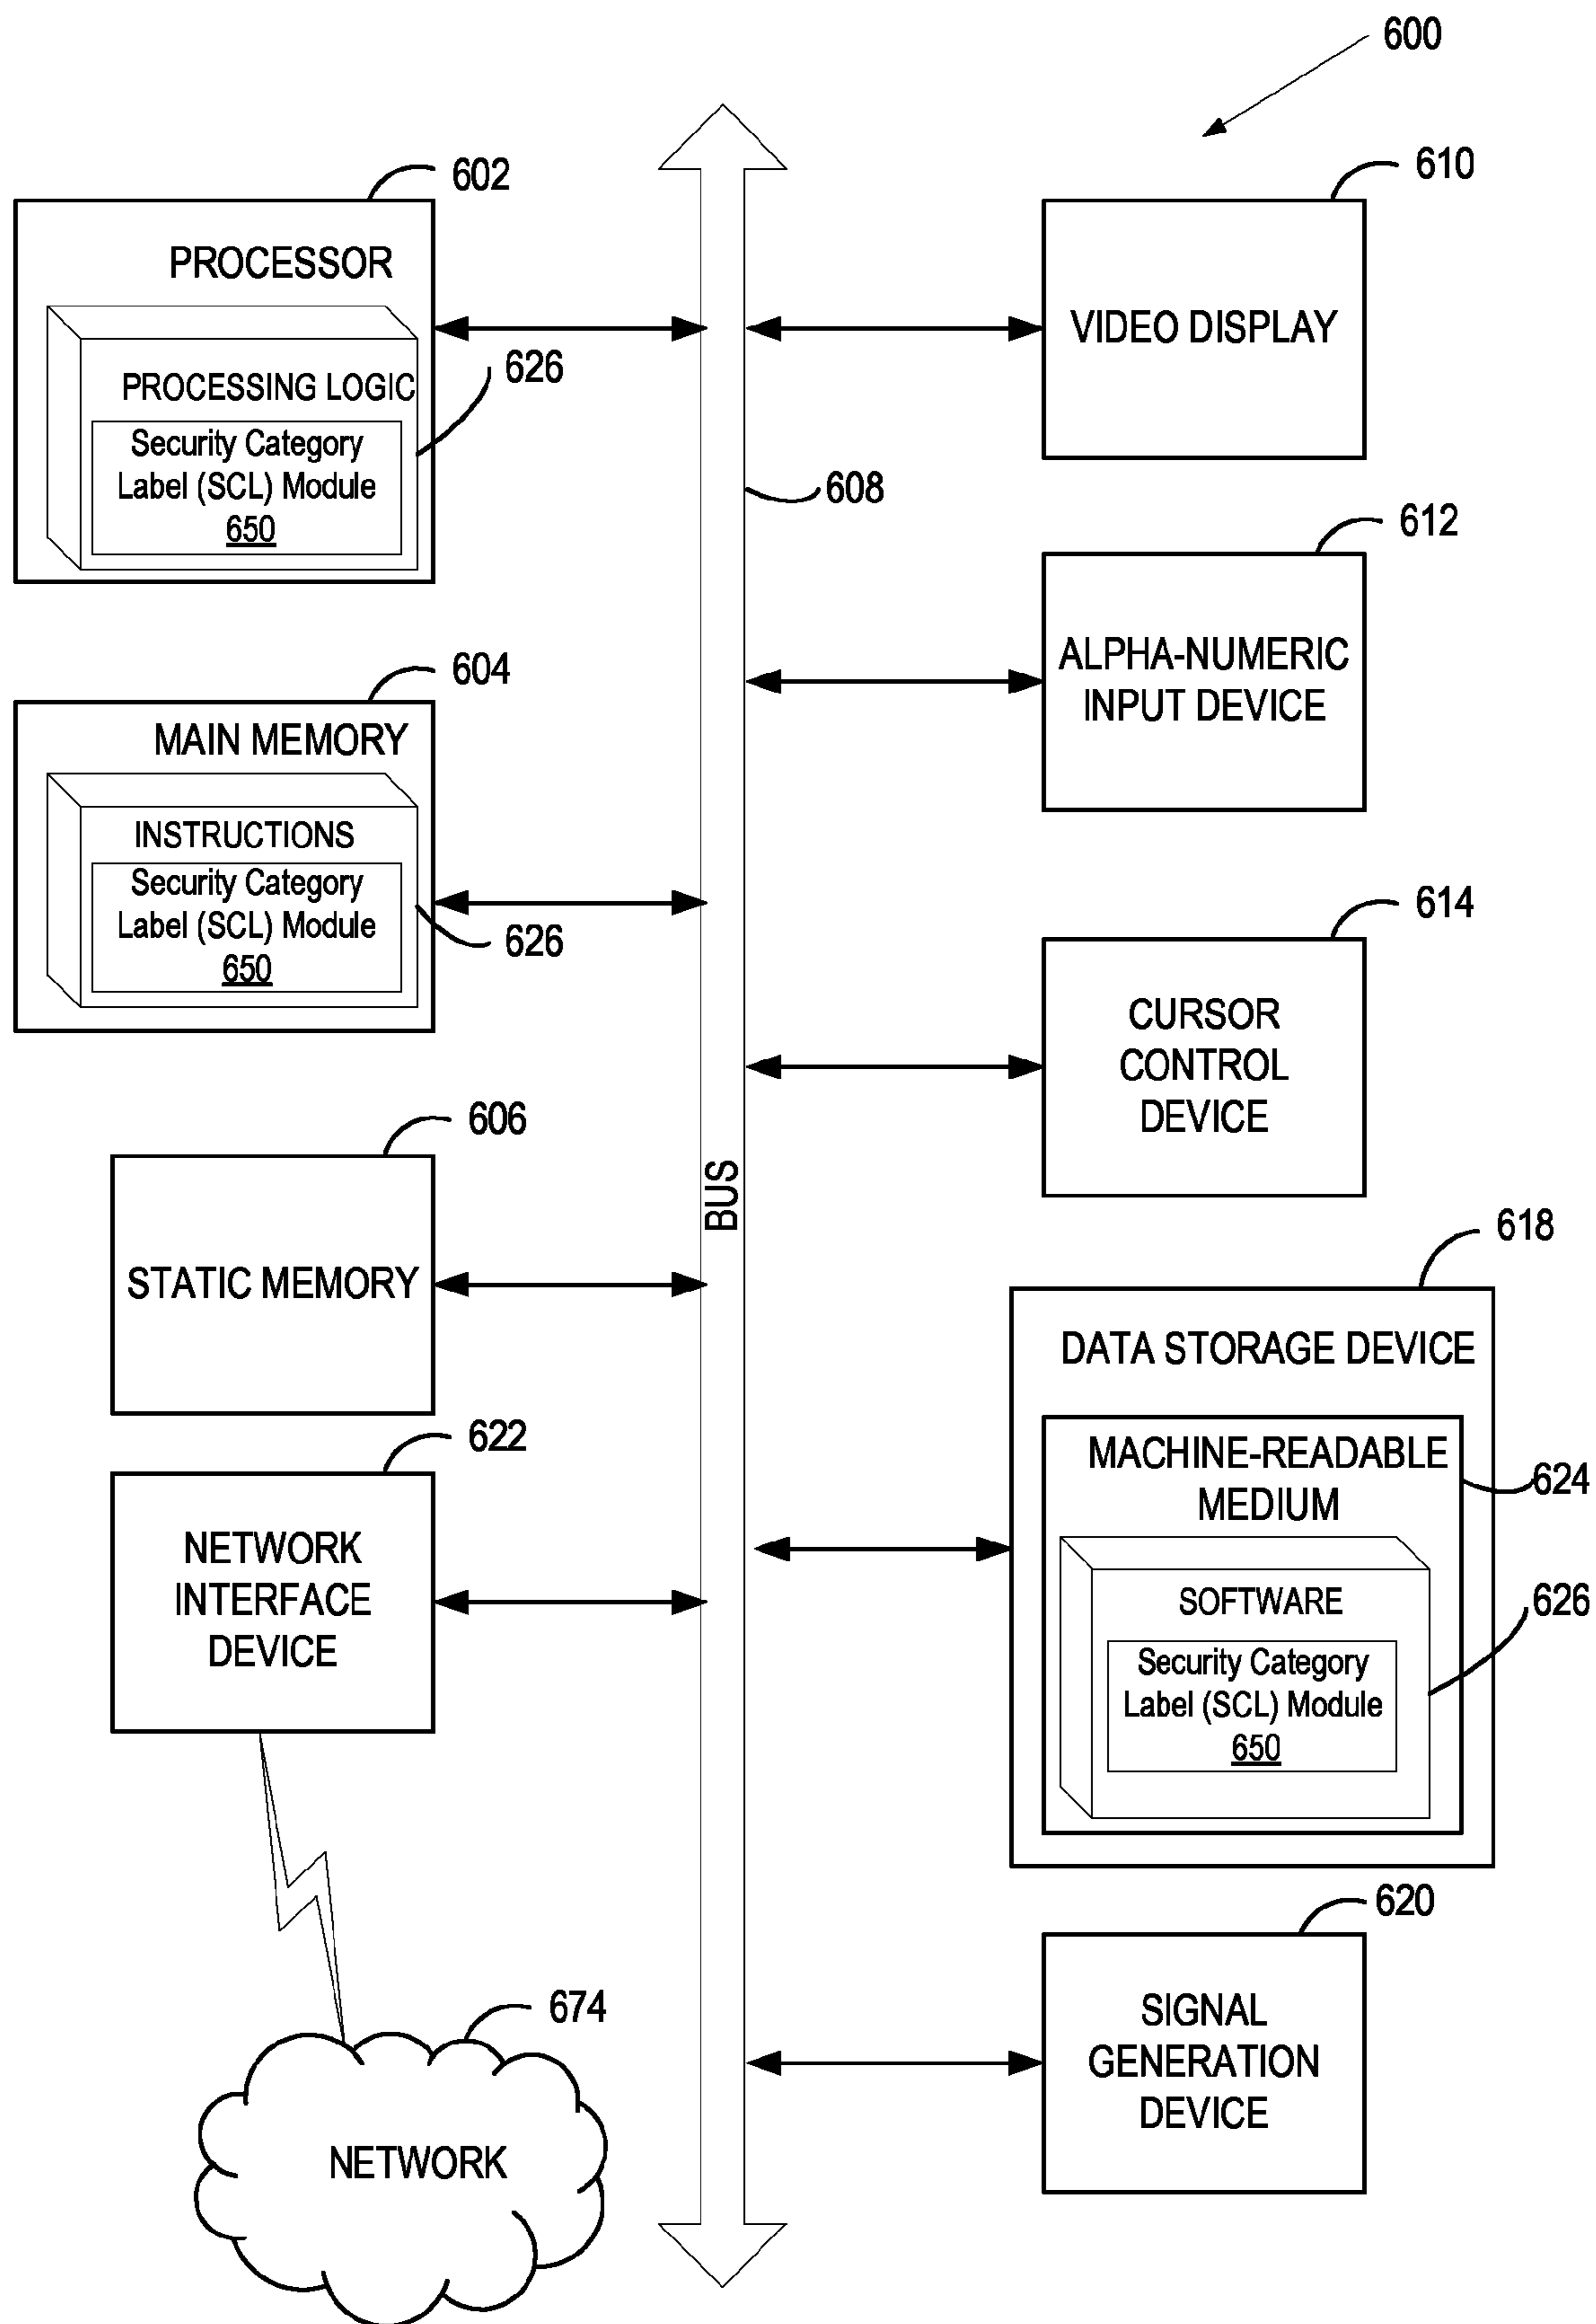 600
602
PROCESSOR
PROCESSING LOGIC
626
Security Category
Label (SCL) Module
650
604
MAIN MEMORY
INSTRUCTIONS
Security Category
Label (SCL) Module
650
626
606
STATIC MEMORY
622
NETWORK
INTERFACE
DEVICE
674
NETWORK
608
BUS
610
VIDEO DISPLAY
612
ALPHA-NUMERIC
INPUT DEVICE
614
CURSOR
CONTROL
DEVICE
618
DATA STORAGE DEVICE
MACHINE-READABLE
MEDIUM
624
SOFTWARE
626
Security Category
Label (SCL) Module
650
620
SIGNAL
GENERATION
DEVICE